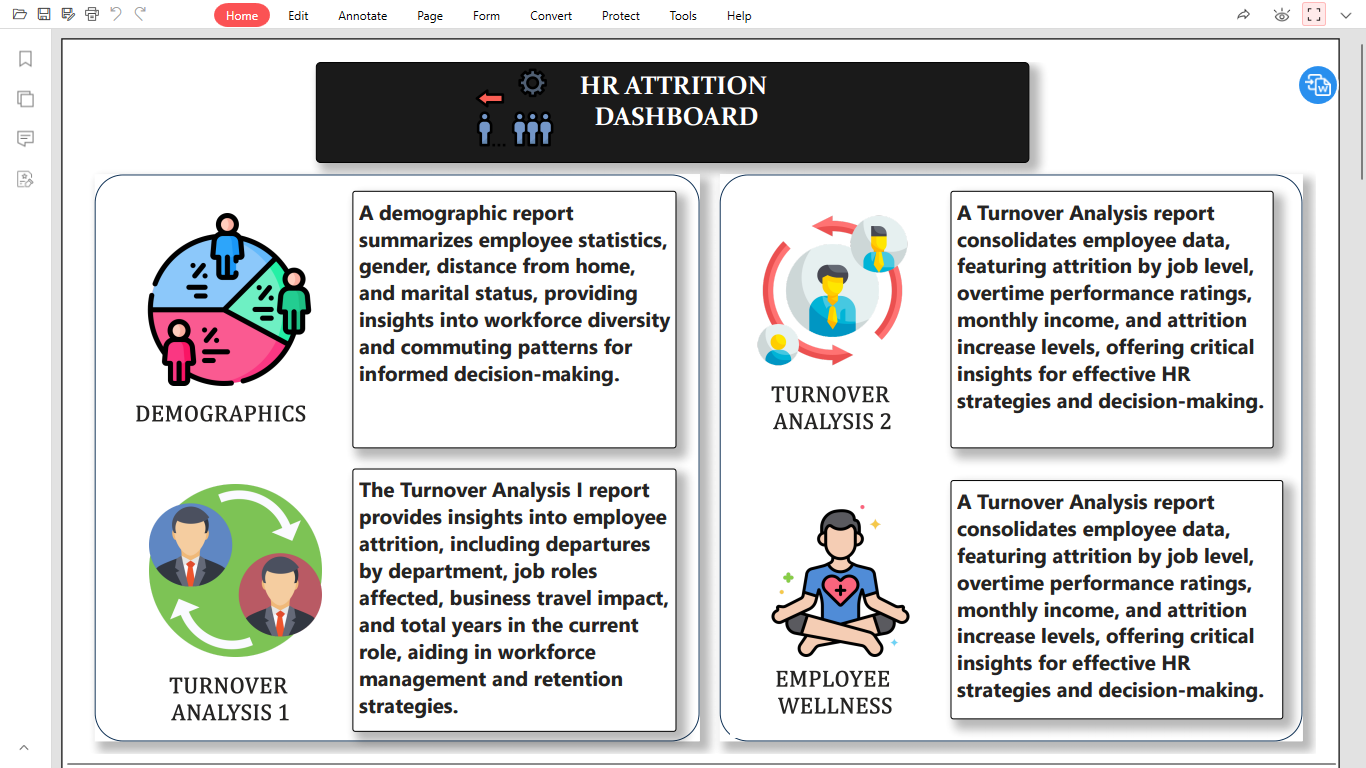 Home Edit Annotate Page Form Convert Protect Tools Help
HR ATTRITION
DASHBOARD
A demographic report
summarizes employee statistics,
gender, distance from home,
and marital status, providing
insights into workforce diversity
and commuting patterns for
informed decision-making.
DEMOGRAPHICS
The Turnover Analysis I report
provides insights into employee
attrition, including departures
by department, job roles
affected, business travel impact,
and total years in the current
role, aiding in workforce
management and retention
strategies.
TURNOVER
ANALYSIS 1
A Turnover Analysis report
consolidates employee data,
featuring attrition by job level,
overtime performance ratings,
monthly income, and attrition
increase levels, offering critical
insights for effective HR
strategies and decision-making.
TURNOVER
ANALYSIS 2
A Turnover Analysis report
consolidates employee data,
featuring attrition by job level,
overtime performance ratings,
monthly income, and attrition
increase levels, offering critical
insights for effective HR
strategies and decision-making.
EMPLOYEE
WELLNESS